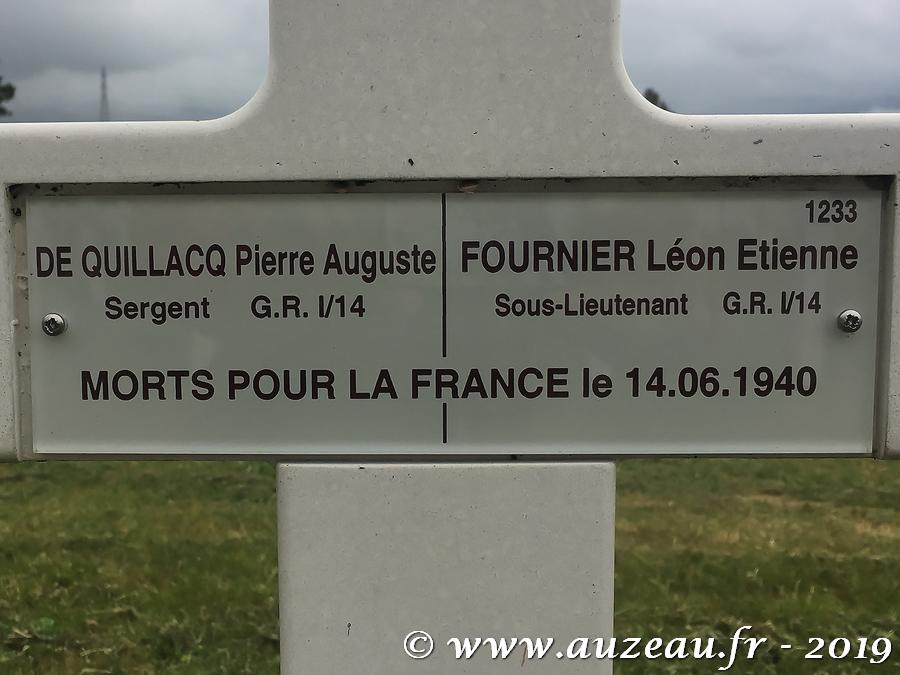 1233
DE QUILLACQ Pierre Auguste
Sergent G.R. I/14
FOURNIER Léon Etienne
Sous-Lieutenant G.R. I/14
MORTS POUR LA FRANCE le 14.06.1940
© www.auzeau.fr - 2019